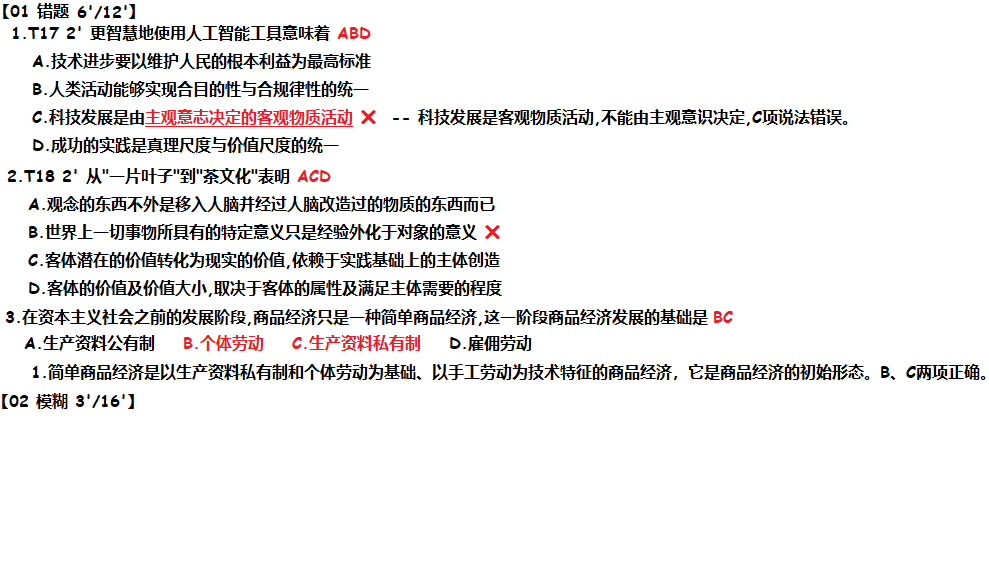 【01 错题 6'/12'】
1.T17 2' 更智慧地使用人工智能工具意味着 ABD
A.技术进步要以维护人民的根本利益为最高标准
B.人类活动能够实现合目的性与合规律性的统一
C.科技发展是由主观意志决定的客观物质活动 ❌ -- 科技发展是客观物质活动,不能由主观意识决定,C项说法错误。
D.成功的实践是真理尺度与价值尺度的统一
2.T18 2' 从"一片叶子"到"茶文化"表明 ACD
A.观念的东西不外是移入人脑并经过人脑改造过的物质的东西而已
B.世界上一切事物所具有的特定意义只是经验外化于对象的意义 ❌
C.客体潜在的价值转化为现实的价值,依赖于实践基础上的主体创造
D.客体的价值及价值大小,取决于客体的属性及满足主体需要的程度
3.在资本主义社会之前的发展阶段,商品经济只是一种简单商品经济,这一阶段商品经济发展的基础是 BC
A.生产资料公有制 B.个体劳动 C.生产资料私有制 D.雇佣劳动
1.简单商品经济是以生产资料私有制和个体劳动为基础、以手工劳动为技术特征的商品经济，它是商品经济的初始形态。B、C两项正确。
【02 模糊 3'/16'】